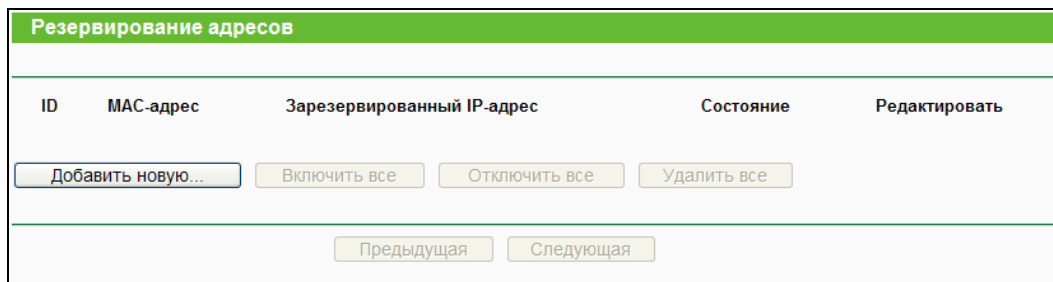 Резервирование адресов
ID MAC-адрес Зарезервированный IP-адрес Состояние Редактировать
Добавить новую... Включить все Отключить все Удалить все
Предыдущая Следующая